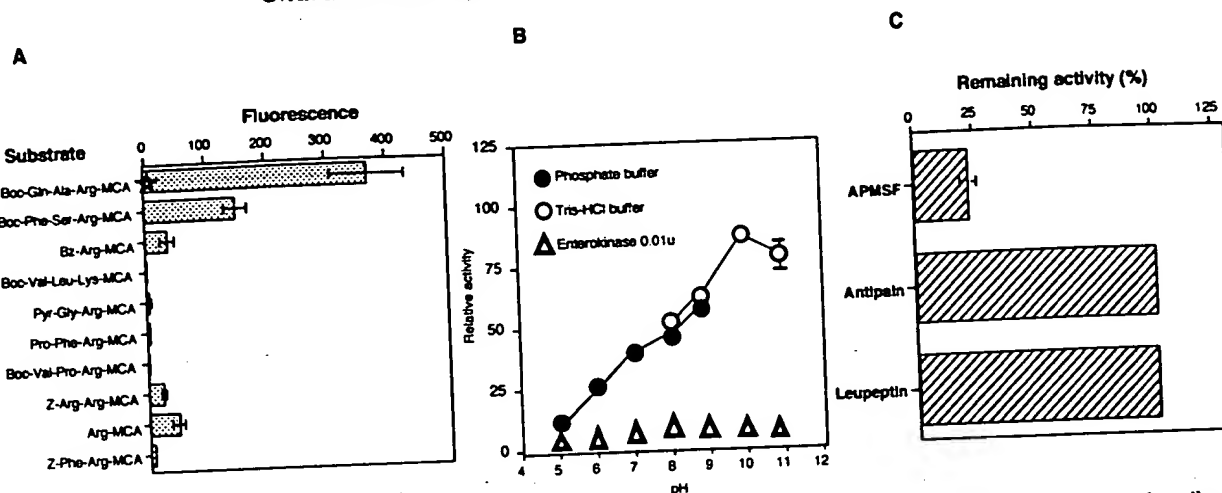 A
Fluorescence
0 100 200 300 400 500
Substrate
Boc-Gln-Ala-Arg-MCA
Boc-Phe-Ser-Arg-MCA
Bz-Arg-MCA
Boc-Val-Leu-Lys-MCA
Pyr-Gly-Arg-MCA
Pro-Phe-Arg-MCA
Boc-Val-Pro-Arg-MCA
Z-Arg-Arg-MCA
Arg-MCA
Z-Phe-Arg-MCA
B
Relative activity
125
100
75
50
25
0
Phosphate buffer
Tris-HCl buffer
Enterokinase 0.01u
4 5 6 7 8 9 10 11 12
pH
C
Remaining activity (%)
0 25 50 75 100 125
APMSF
Antipain
Leupeptin